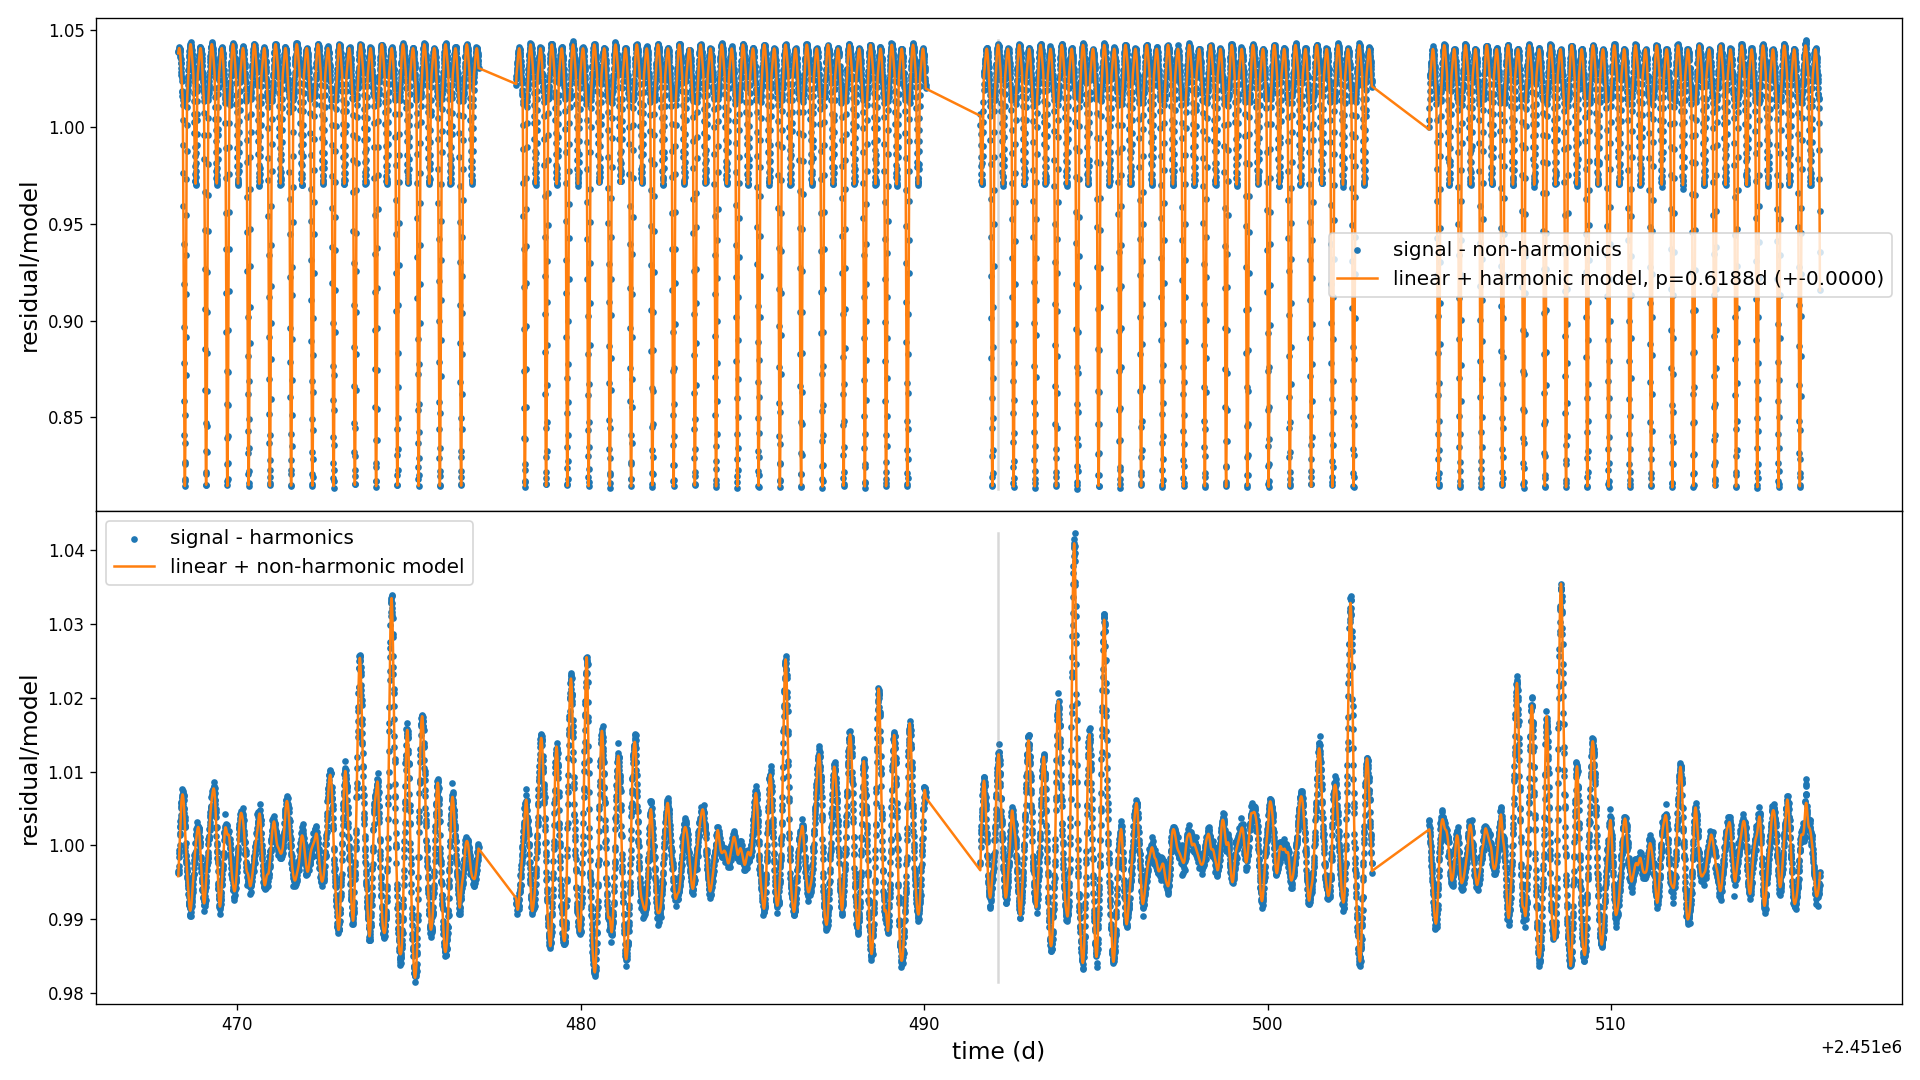 1.05
1.00
0.95
0.90
0.85
residual/model
signal - non-harmonics
linear + harmonic model, p=0.6188d (+-0.0000)
signal - harmonics
linear + non-harmonic model
1.04
1.03
1.02
1.01
1.00
0.99
0.98
residual/model
470
480
490
500
510
time (d)
+2.451e6